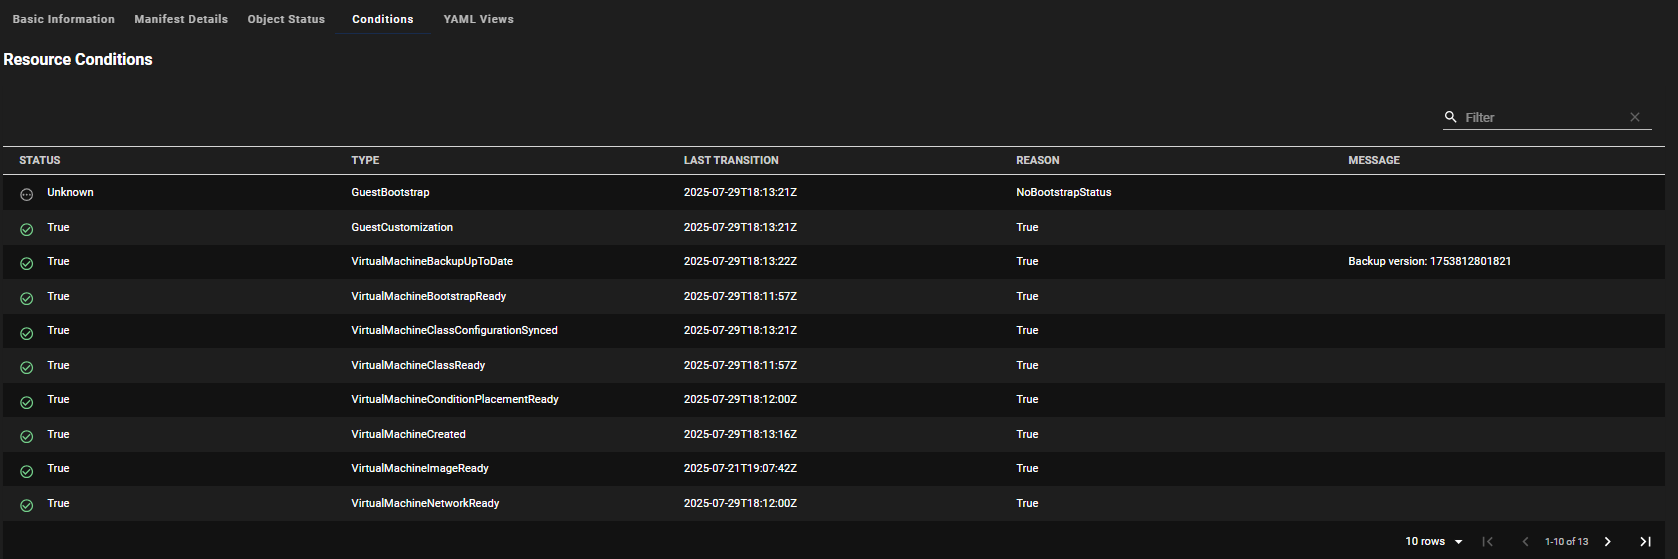 Basic Information Manifest Details Object Status Conditions YAML Views
Resource Conditions
Filter
STATUS TYPE LAST TRANSITION REASON MESSAGE
Unknown GuestBootstrap 2025-07-29T18:13:21Z NoBootstrapStatus
True GuestCustomization 2025-07-29T18:13:21Z True
True VirtualMachineBackupUpToDate 2025-07-29T18:13:22Z True Backup version: 1753812801821
True VirtualMachineBootstrapReady 2025-07-29T18:11:57Z True
True VirtualMachineClassConfigurationSynced 2025-07-29T18:13:21Z True
True VirtualMachineClassReady 2025-07-29T18:11:57Z True
True VirtualMachineConditionPlacementReady 2025-07-29T18:12:00Z True
True VirtualMachineCreated 2025-07-29T18:13:16Z True
True VirtualMachineImageReady 2025-07-21T19:07:42Z True
True VirtualMachineNetworkReady 2025-07-29T18:12:00Z True
10 rows 1-10 of 13